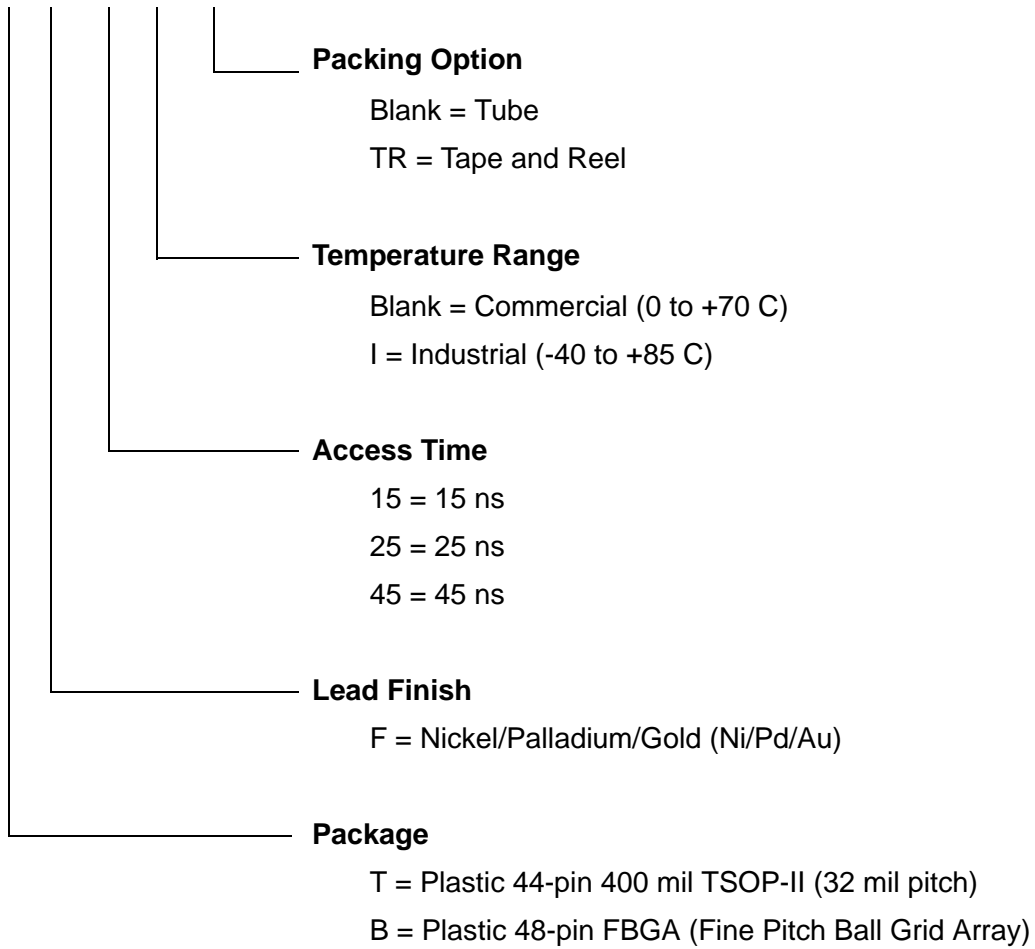 Packing Option
Blank = Tube
TR = Tape and Reel
Temperature Range
Blank = Commercial (0 to +70 C)
I = Industrial (-40 to +85 C)
Access Time
15 = 15 ns
25 = 25 ns
45 = 45 ns
Lead Finish
F = Nickel/Palladium/Gold (Ni/Pd/Au)
Package
T = Plastic 44-pin 400 mil TSOP-II (32 mil pitch)
B = Plastic 48-pin FBGA (Fine Pitch Ball Grid Array)